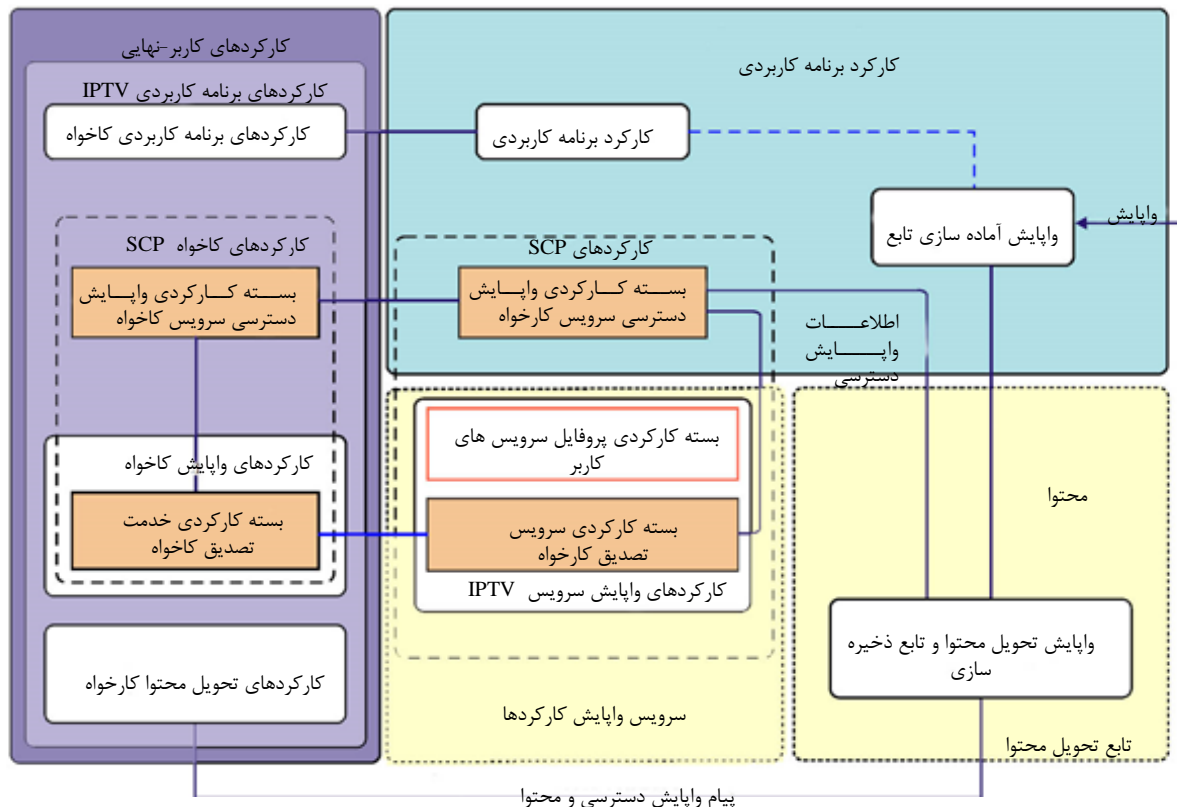 کارکردهای کاربر-نهایی
کارکردهای برنامه کاربردی IPTV
کارکردهای برنامه کاربردی کاخواه
کارکردهای کاخواه SCP
بسته کارکردی واپایش
دسترسی سرویس کاخواه
کارکردهای واپایش کاخواه
بسته کارکردی خدمت
تصدیق کاخواه
کارکردهای تحویل محتوا کارخواه
کارکرد برنامه کاربردی
کارکرد برنامه کاربردی
واپایش آماده سازی تابع
واپایش
کارکردهای SCP
بسته کارکردی واپایش
دسترسی سرویس کارخواه
اطلاعات
واپایش
دسترسی
بسته کارکردی پروفایل سرویس های
کاربر
بسته کارکردی سرویس
تصدیق کارخواه
کارکردهای واپایش سرویس IPTV
سرویس واپایش کارکردها
محتوا
واپایش تحویل محتوا و تابع ذخیره
سازی
تابع تحویل محتوا
پیام واپایش دسترسی و محتوا